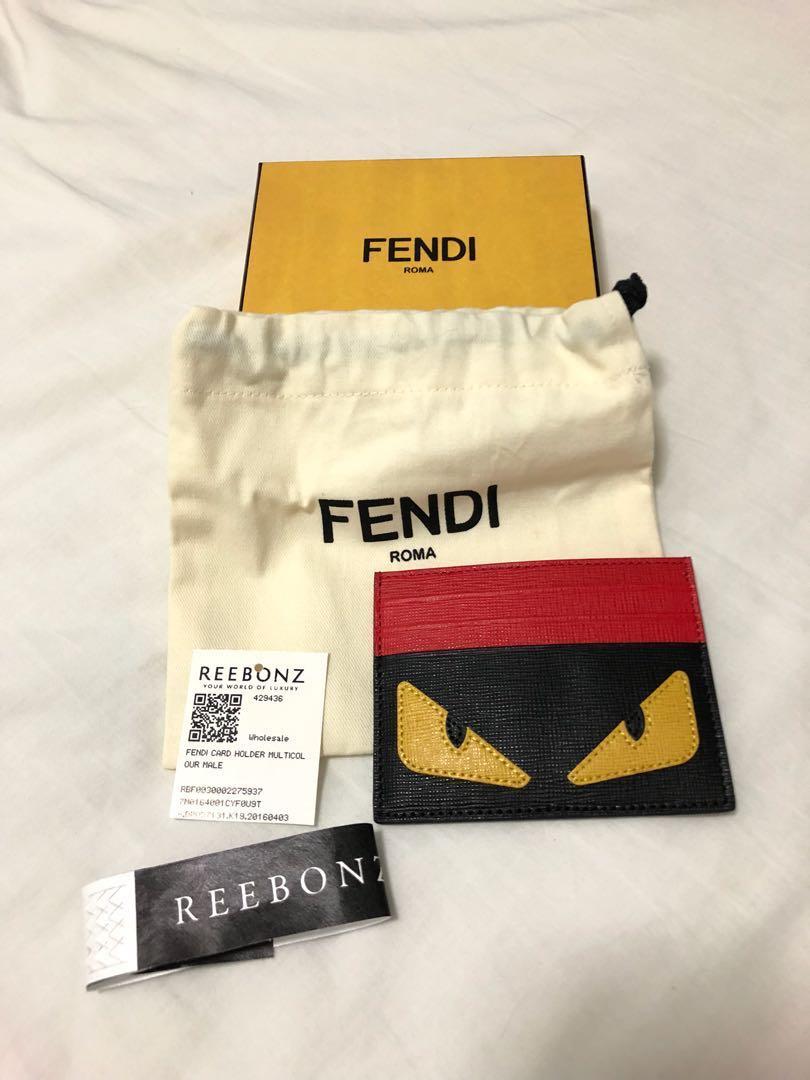 FENDI
ROMA
FENDI
ROMA
REEBONZ
YOUR WORLD OF LUXURY
429436
Wholesale
FENDI CARD HOLDER MULTICOL
OUR MALE
RBF0030002275937
7M0164001CYF0U9T
REEBONZ